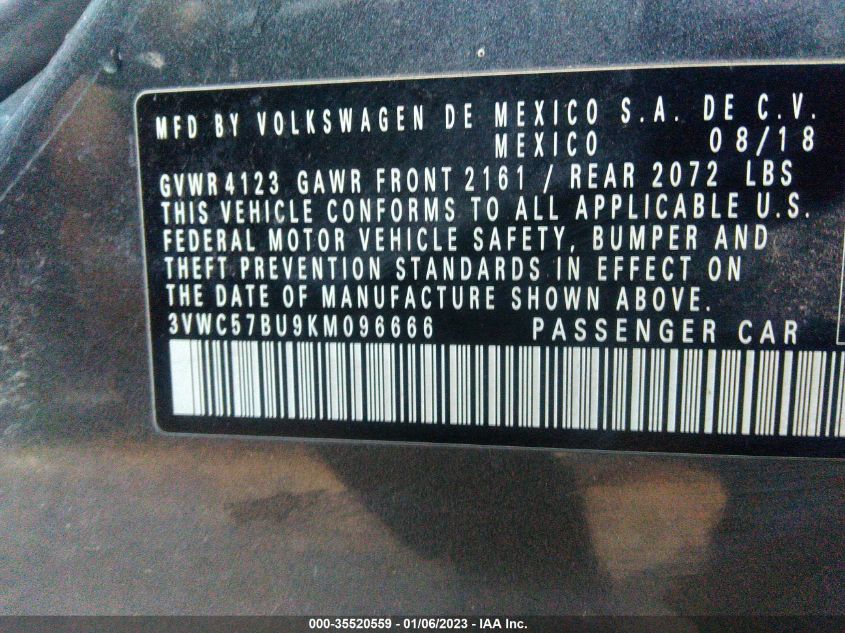 MFD BY VOLKSWAGEN DE MEXICO S.A. DE C.V.
MEXICO 08/18
GVWR 4123 GAWR FRONT 2161 / REAR 2072 LBS
THIS VEHICLE CONFORMS TO ALL APPLICABLE U.S.
FEDERAL MOTOR VEHICLE SAFETY, BUMPER AND
THEFT PREVENTION STANDARDS IN EFFECT ON
THE DATE OF MANUFACTURE SHOWN ABOVE.
3VWC57BU9KM096666 PASSENGER CAR
000-35520559 - 01/06/2023 - IAA Inc.